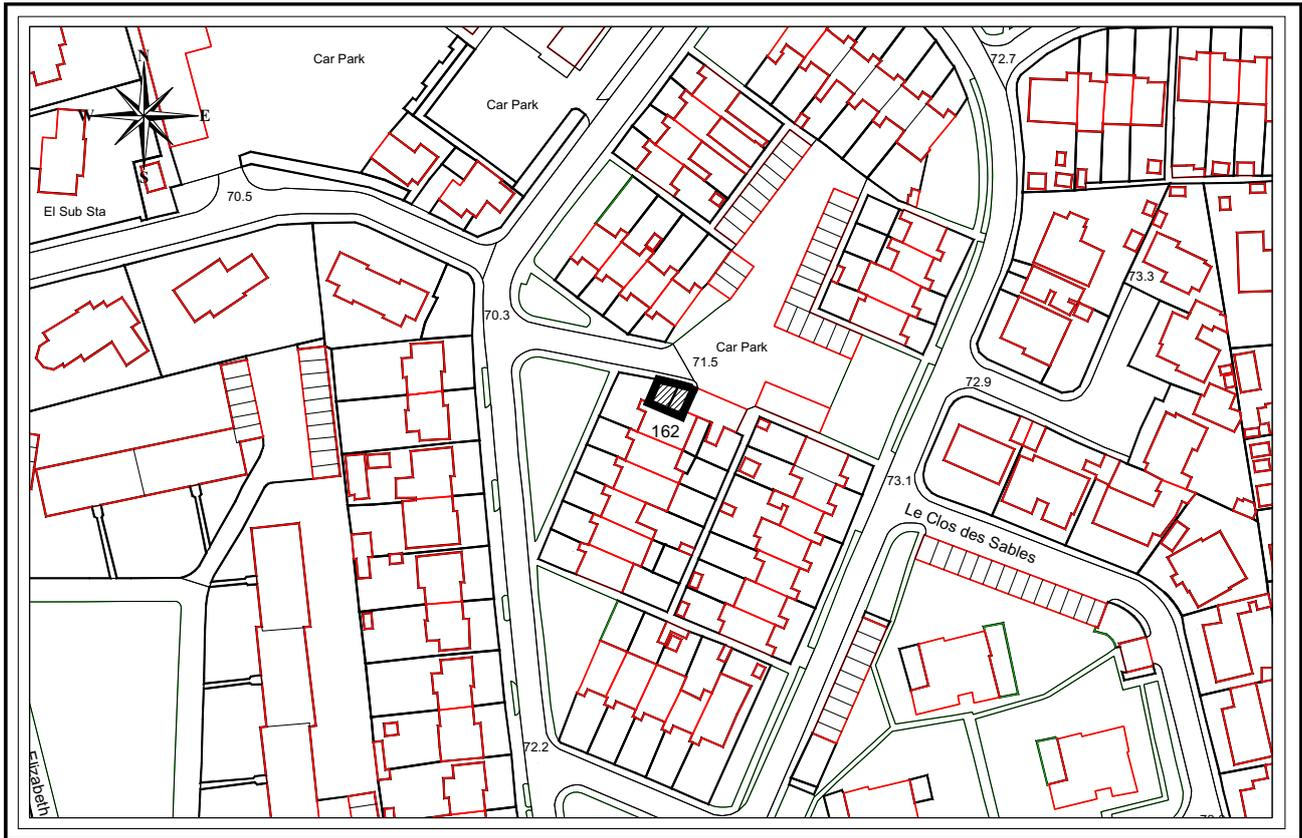 N
Car Park
72.7
Car Park
W
E
S
70.5
El Sub Sta
73.3
70.3
Car Park
71.5
72.9
162
73.1
Le Clos des Sables
72.2
Elizabeth